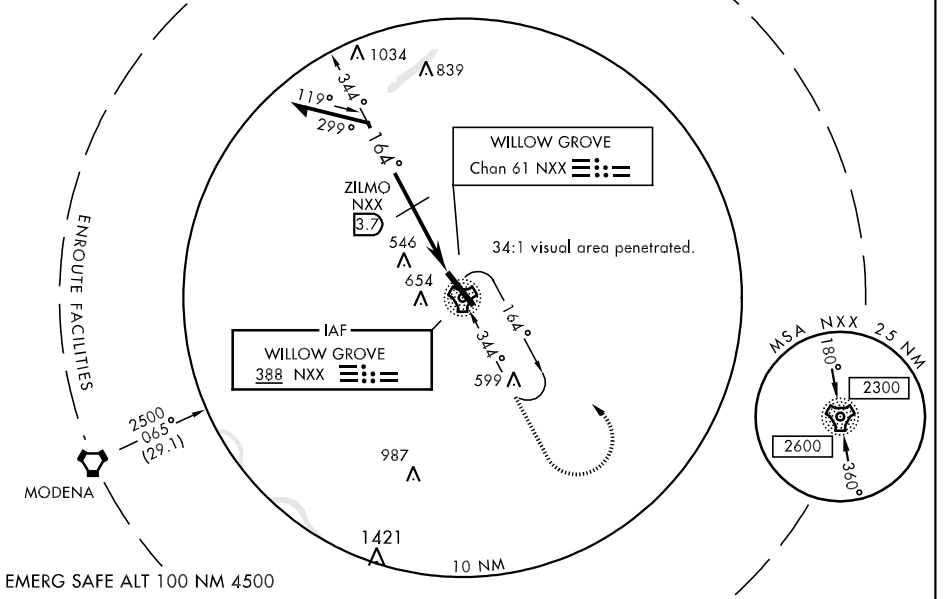 1034
839
344°
119°
299°
164°
WILLOW GROVE
Chan 61 NXX
ZILMO
NXX
3.7
546
654
34:1 visual area penetrated.
164°
344°
IAF
WILLOW GROVE
388 NXX
599
ENROUTE FACILITIES
2500
065°
(29.1)
MODENA
987
1421
10 NM
MSA NXX 25 NM
180°
2300
2600
360°
EMERG SAFE ALT 100 NM 4500